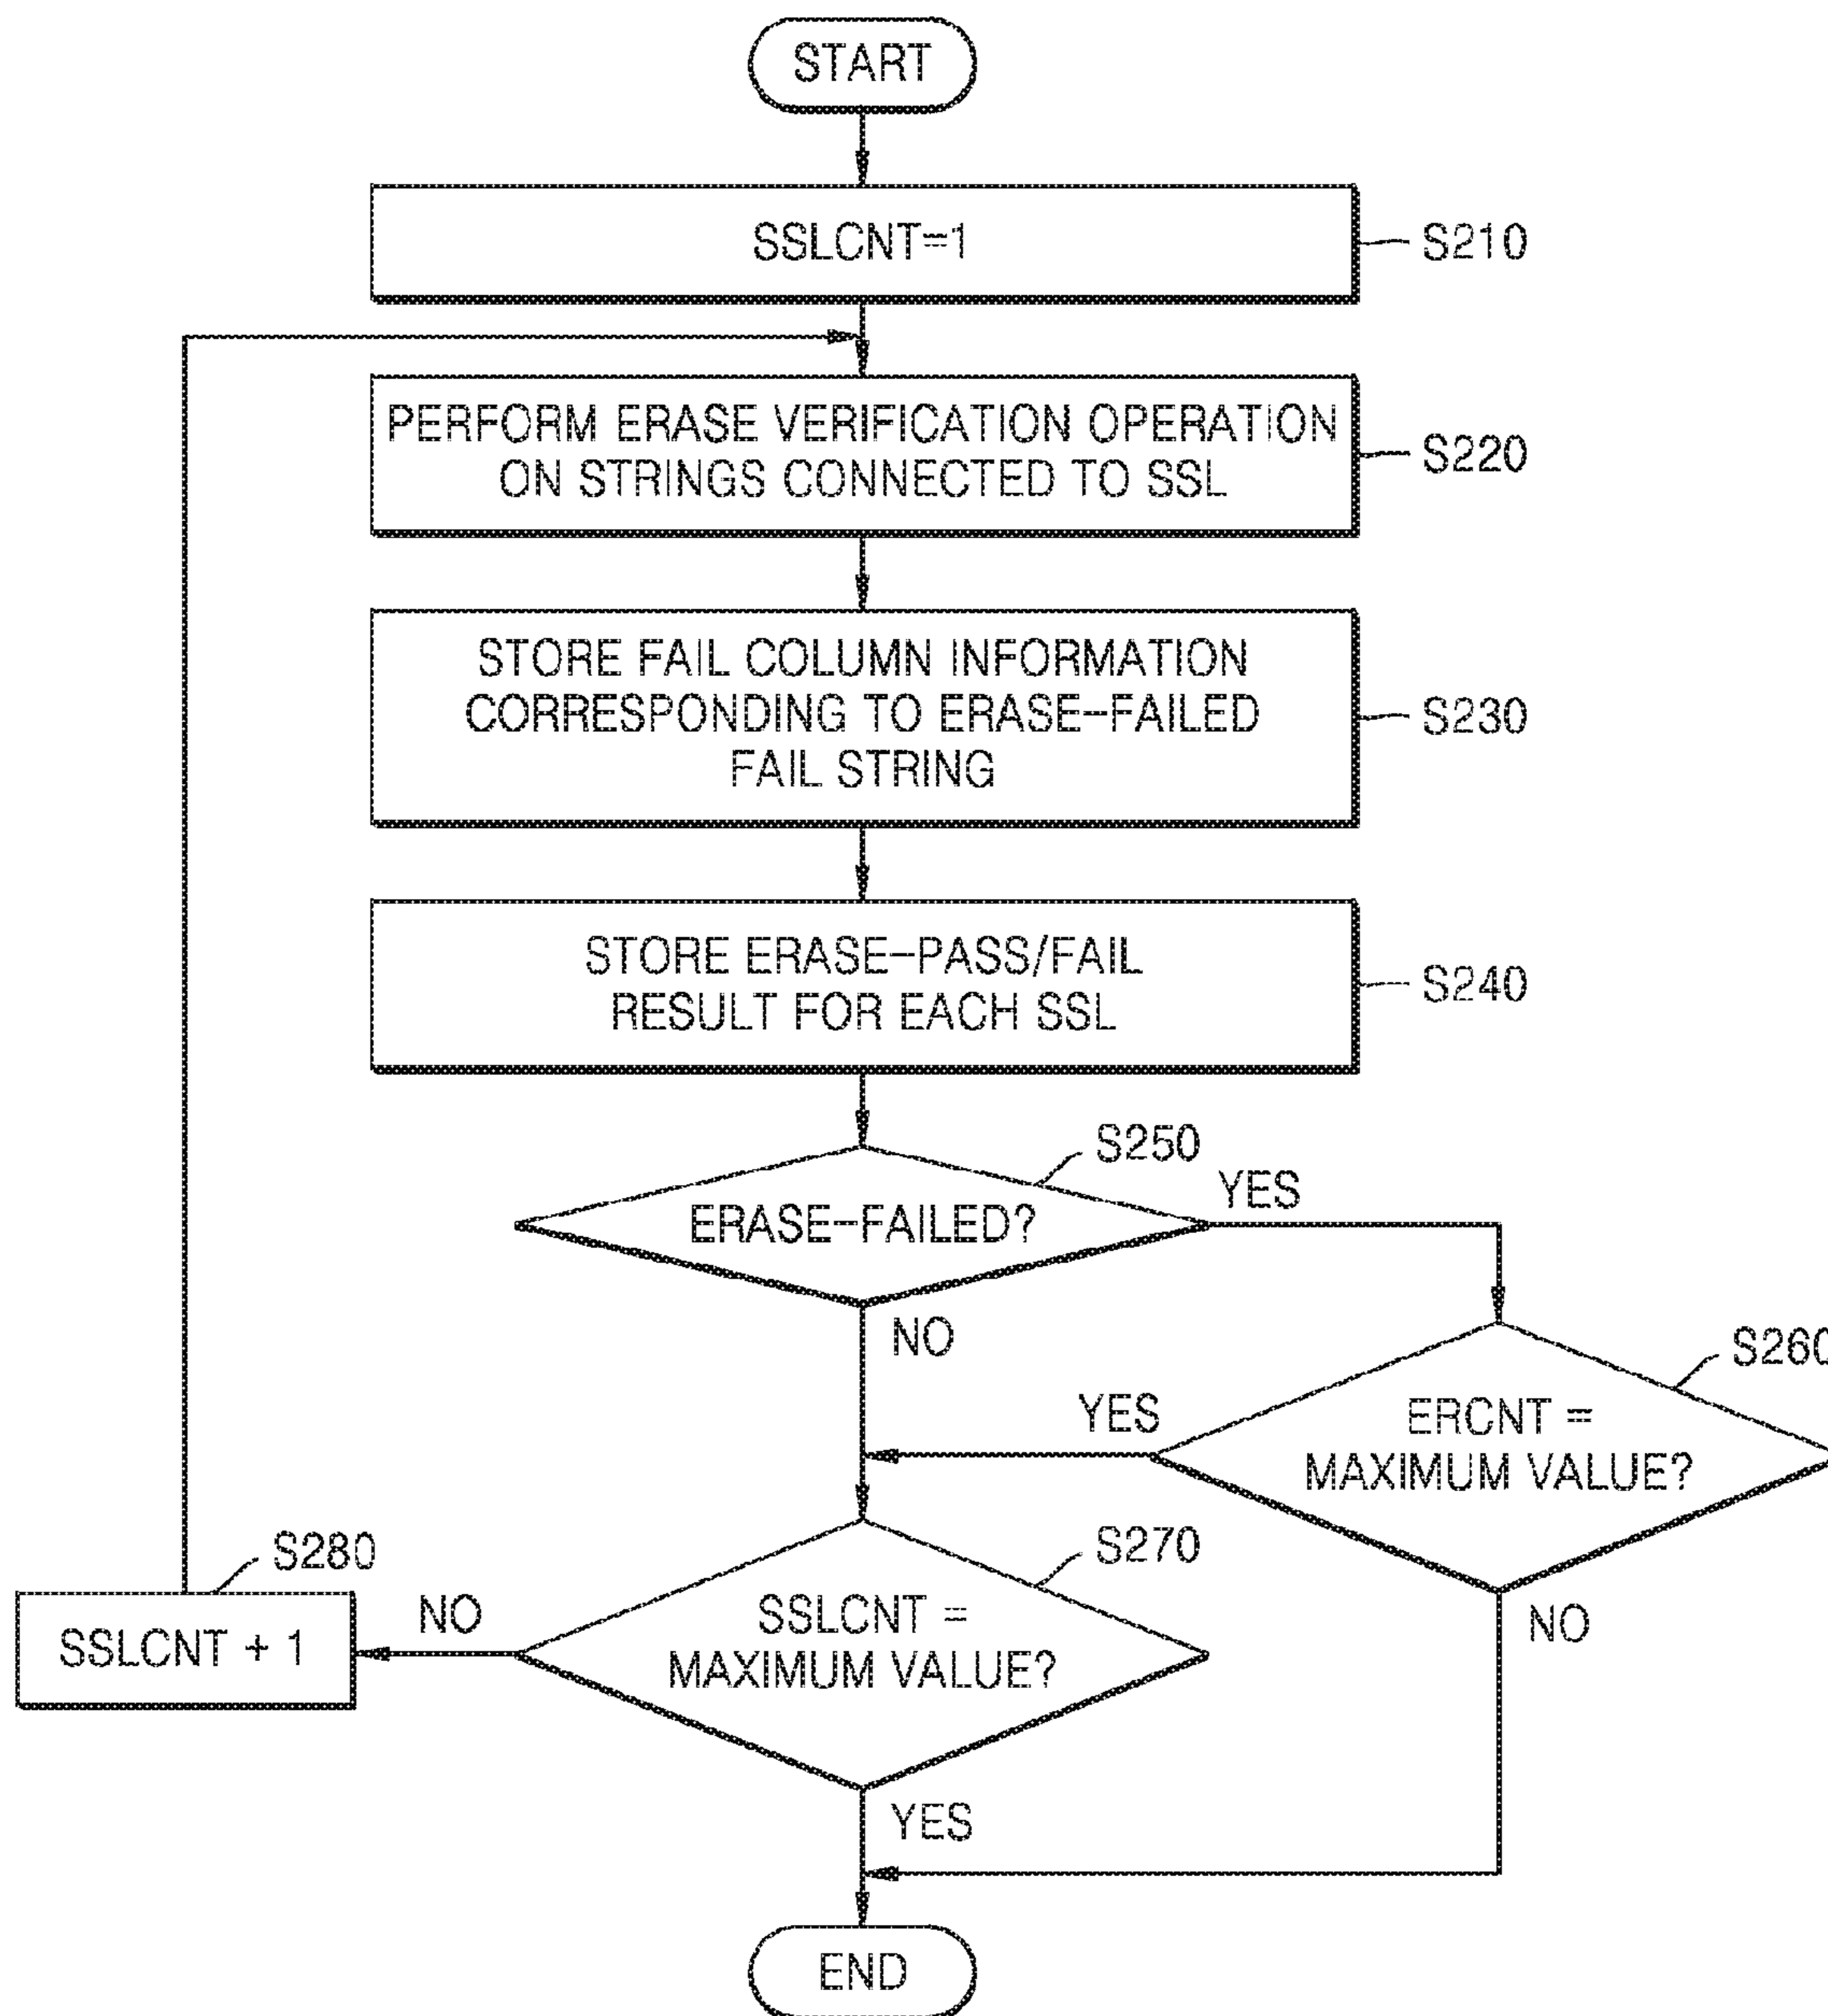 START
SSLCNT=1
S210
PERFORM ERASE VERIFICATION OPERATION
ON STRINGS CONNECTED TO SSL
S220
STORE FAIL COLUMN INFORMATION
CORRESPONDING TO ERASE-FAILED
FAIL STRING
S230
STORE ERASE-PASS/FAIL
RESULT FOR EACH SSL
S240
S250
ERASE-FAILED?
YES
NO
S260
ERCNT =
MAXIMUM VALUE?
YES
NO
S270
SSLCNT =
MAXIMUM VALUE?
NO
S280
SSLCNT + 1
YES
END